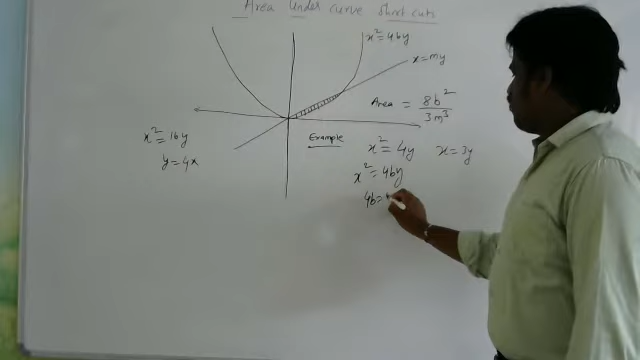 Area Under curve Short cuts
x² = 4by
x = my
Area = 8b² / 3m³
x² = 16y
y = 4x
Example
x² = 4y x = 3y
x² = 4by
4b =